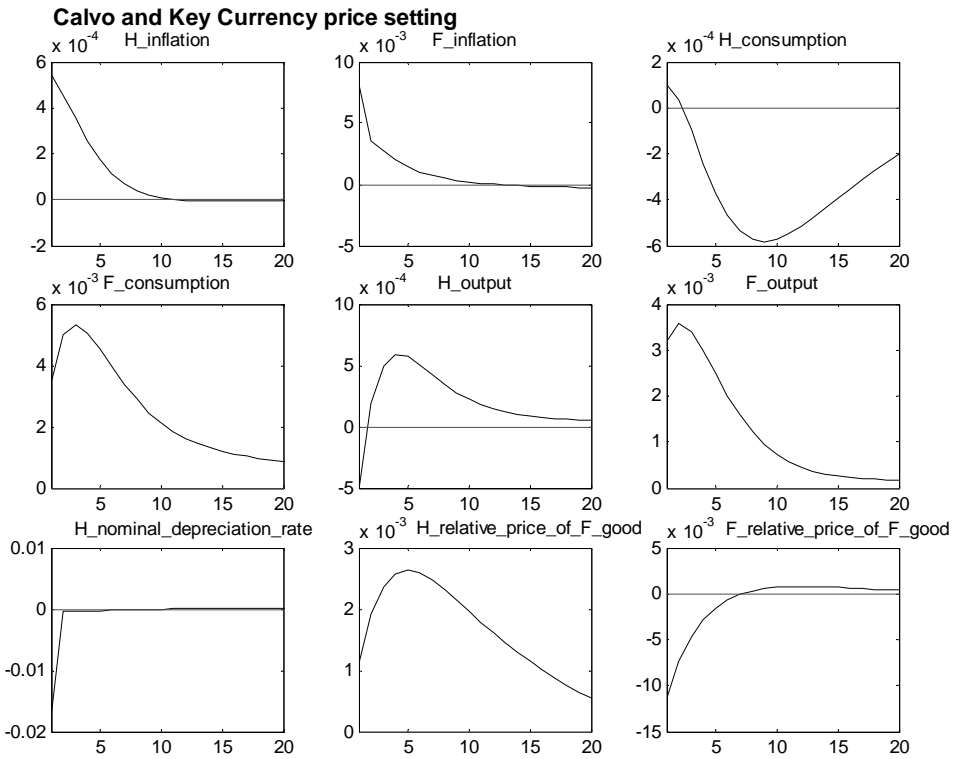 Calvo and Key Currency price setting
x 10^-4 H_inflation
6
4
2
0
-2
5 10 15 20
x 10^-3 F_inflation
10
5
0
-5
5 10 15 20
x 10^-4 H_consumption
2
0
-2
-4
-6
5 10 15 20
x 10^-3 F_consumption
6
4
2
0
5 10 15 20
x 10^-4 H_output
10
5
0
-5
5 10 15 20
x 10^-3 F_output
4
3
2
1
0
5 10 15 20
H_nominal_depreciation_rate
0.01
0
-0.01
-0.02
5 10 15 20
x 10^-3 H_relative_price_of_F_good
3
2
1
0
5 10 15 20
x 10^-3 F_relative_price_of_F_good
5
0
-5
-10
-15
5 10 15 20